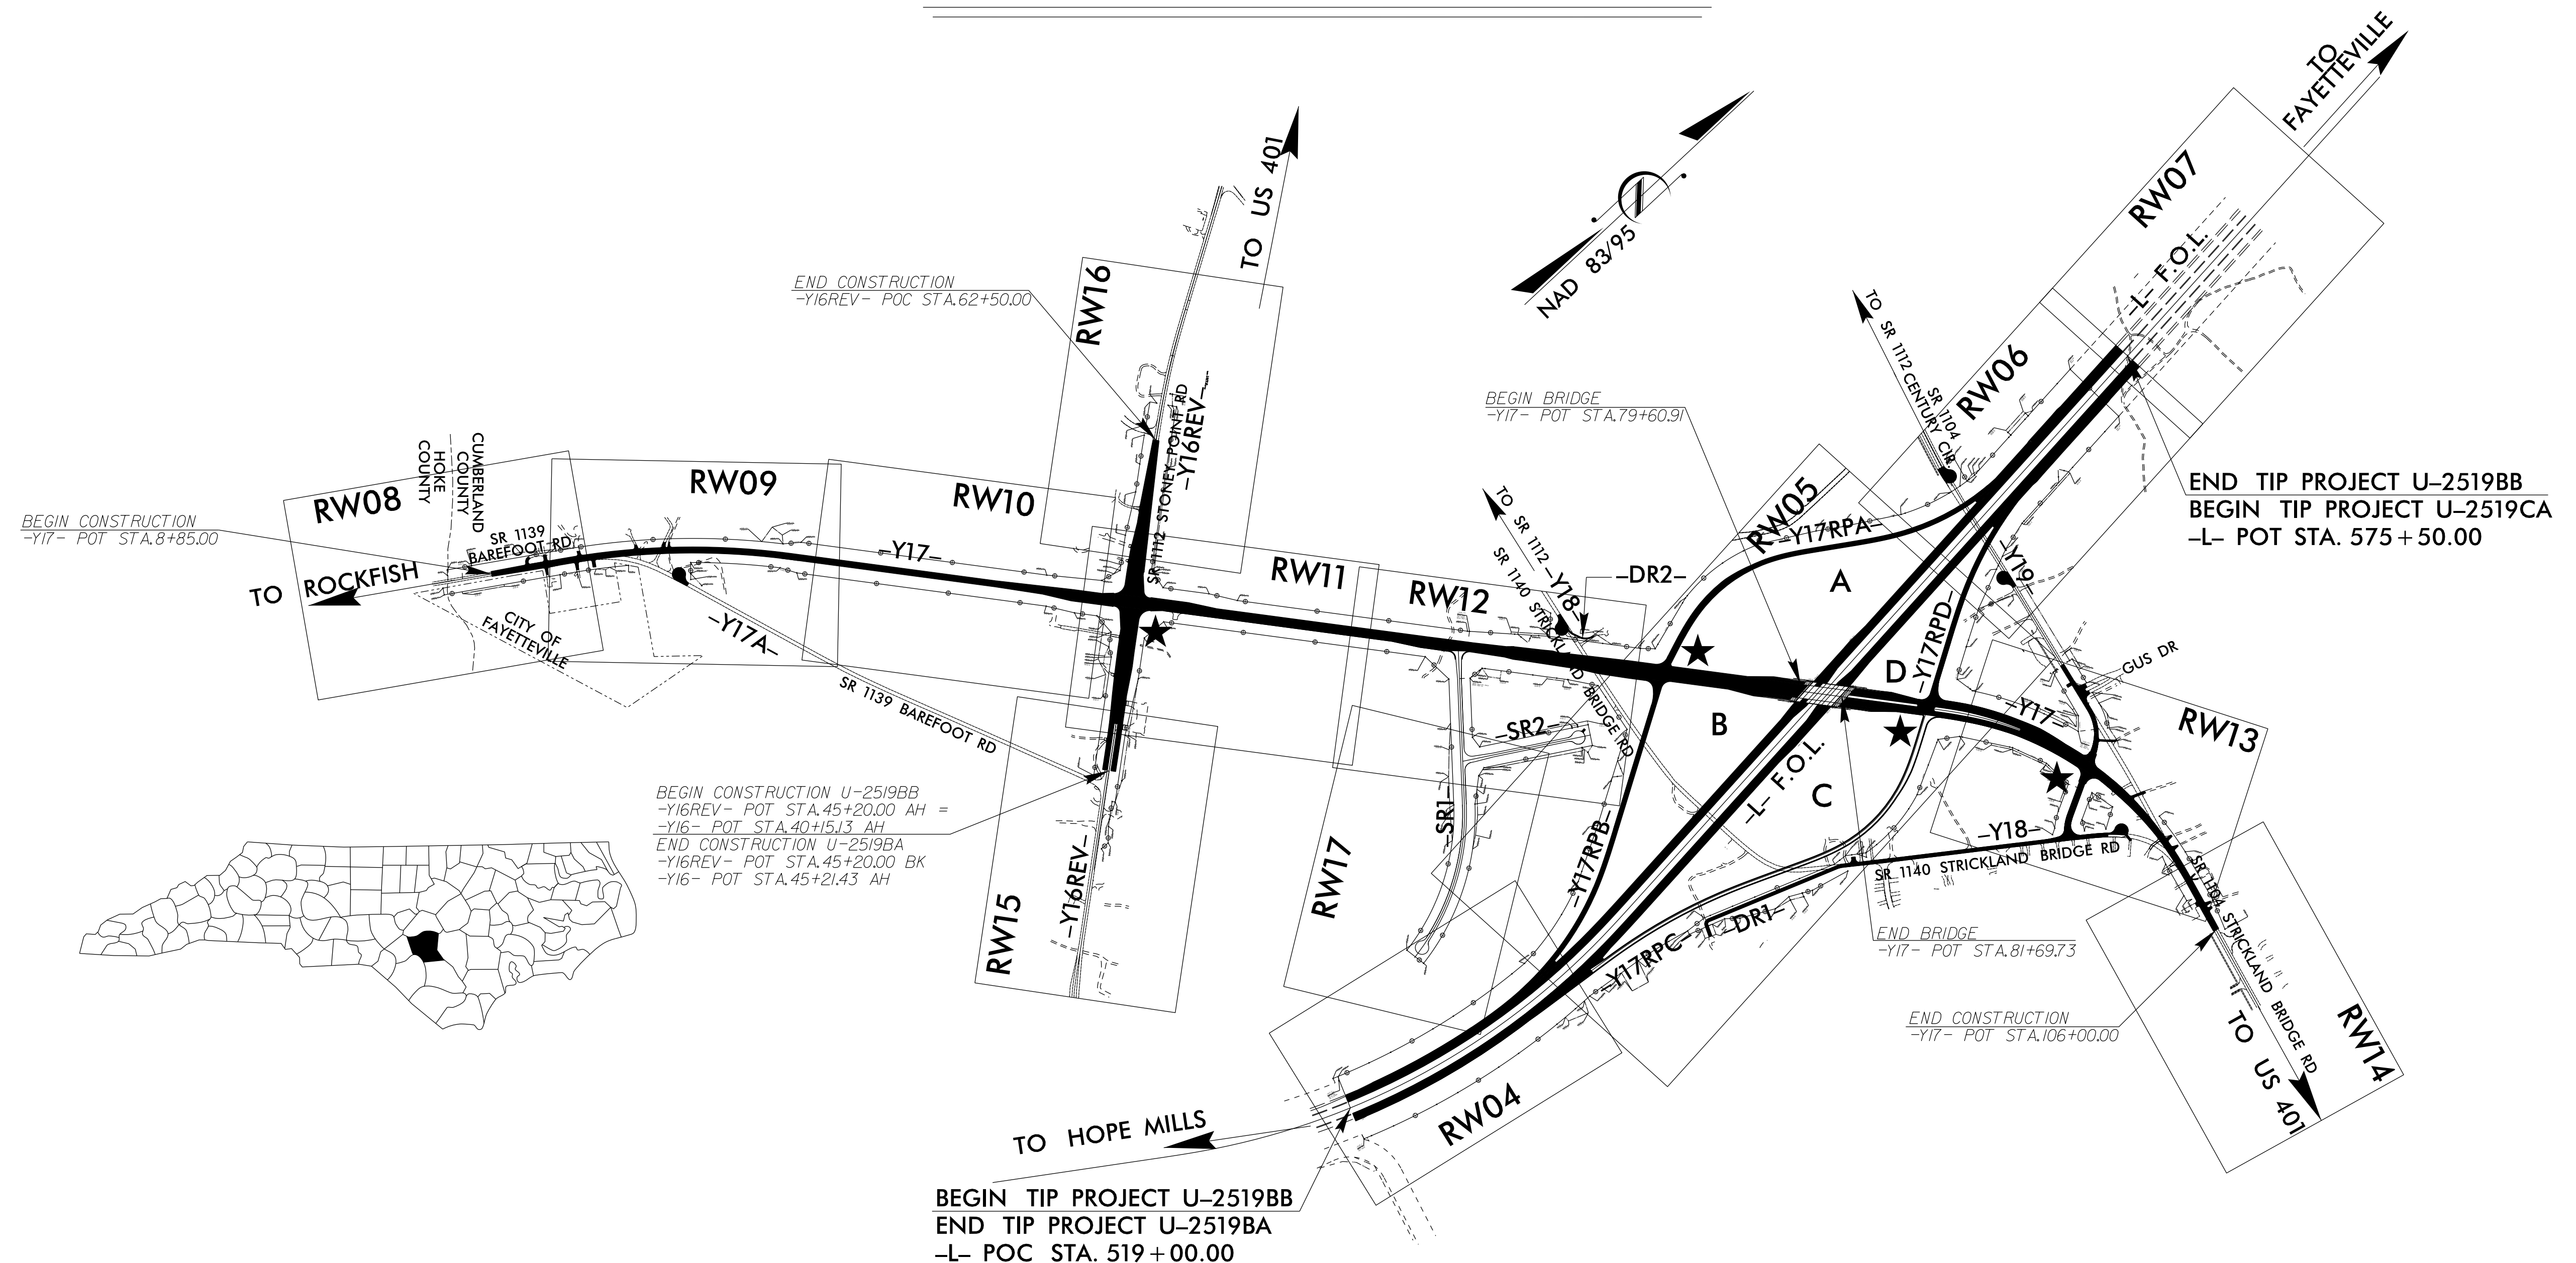 TO
FAYETTEVILLE
RW07
-L- F.O.L.
TO US 401
NAD 83/95
END CONSTRUCTION
-Y16REV- POC STA.62+50.00
RW16
SR 1112 STONEY POINT RD
-Y16REV-
TO SR 1112
SR 1104
CENTURY CIR.
RW06
BEGIN BRIDGE
-Y17- POT STA.79+60.91
END TIP PROJECT U-2519BB
BEGIN TIP PROJECT U-2519CA
-L- POT STA. 575+50.00
HOKE
COUNTY
CUMBERLAND
COUNTY
RW08
RW09
RW10
BEGIN CONSTRUCTION
-Y17- POT STA.8+85.00
SR 1139
BAREFOOT RD
TO ROCKFISH
CITY OF
FAYETTEVILLE
-Y17-
-Y17A-
SR 1139 BAREFOOT RD
RW11
RW12
TO SR 1112
-Y18-
SR 1140 STRICKLAND BRIDGE RD
-DR2-
RW05
-Y17RPA-
A
-Y19-
-Y17RPD-
D
GUS DR
B
-Y17-
RW13
-SR2-
-SR1-
-L- F.O.L.
C
-Y17RPB-
-Y18-
SR 1140 STRICKLAND BRIDGE RD
BEGIN CONSTRUCTION U-2519BB
-Y16REV- POT STA.45+20.00 AH =
-Y16- POT STA.40+15.13 AH
END CONSTRUCTION U-2519BA
-Y16REV- POT STA.45+20.00 BK
-Y16- POT STA.45+21.43 AH
-Y16REV-
RW15
RW17
-Y17RPC-
-DR1-
END BRIDGE
-Y17- POT STA.81+69.73
SR 1104 STRICKLAND BRIDGE RD
END CONSTRUCTION
-Y17- POT STA.106+00.00
TO US 401
RW14
RW04
TO HOPE MILLS
BEGIN TIP PROJECT U-2519BB
END TIP PROJECT U-2519BA
-L- POC STA. 519+00.00